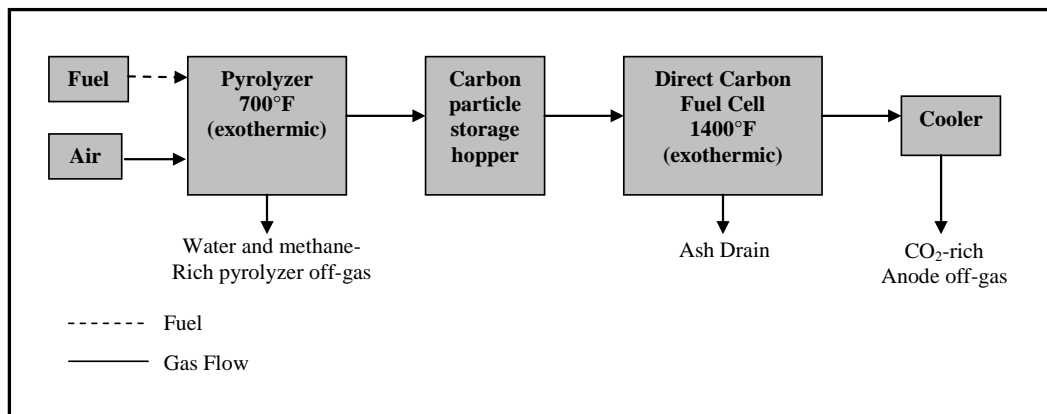 Fuel
Air
Pyrolyzer
700°F
(exothermic)
Carbon
particle
storage
hopper
Direct Carbon
Fuel Cell
1400°F
(exothermic)
Cooler
Water and methane-
Rich pyrolyzer off-gas
Ash Drain
CO₂-rich
Anode off-gas
Fuel
Gas Flow